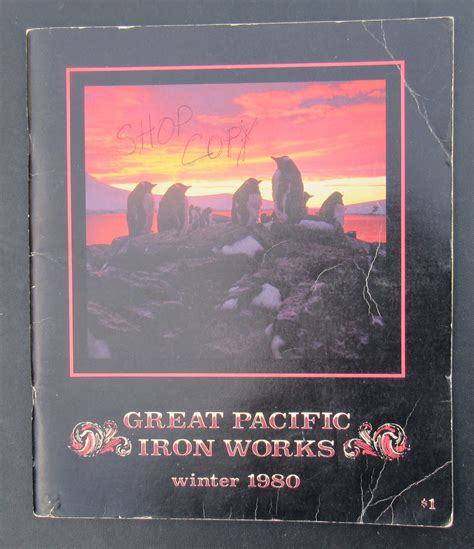 SHOP
COPY
GREAT PACIFIC
IRON WORKS
winter 1980
$1